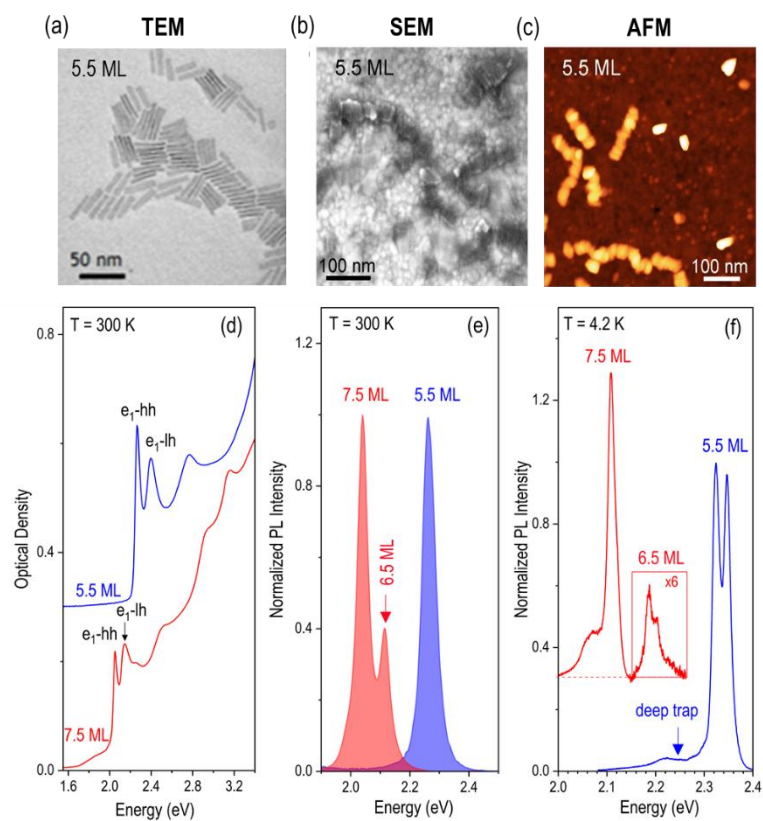 (a) TEM
5.5 ML
50 nm
(b) SEM
5.5 ML
100 nm
(c) AFM
5.5 ML
100 nm
T = 300 K
(d)
e₁-hh
e₁-lh
5.5 ML
e₁-lh
e₁-hh
7.5 ML
Optical Density
0.8
0.4
0.0
1.6 2.0 2.4 2.8 3.2
Energy (eV)
T = 300 K
(e)
7.5 ML
5.5 ML
6.5 ML
Normalized PL Intensity
1.2
0.8
0.4
0.0
2.0 2.2 2.4
Energy (eV)
T = 4.2 K
(f)
7.5 ML
5.5 ML
6.5 ML
x6
deep trap
Normalized PL Intensity
1.2
0.8
0.4
0.0
2.0 2.1 2.2 2.3 2.4
Energy (eV)